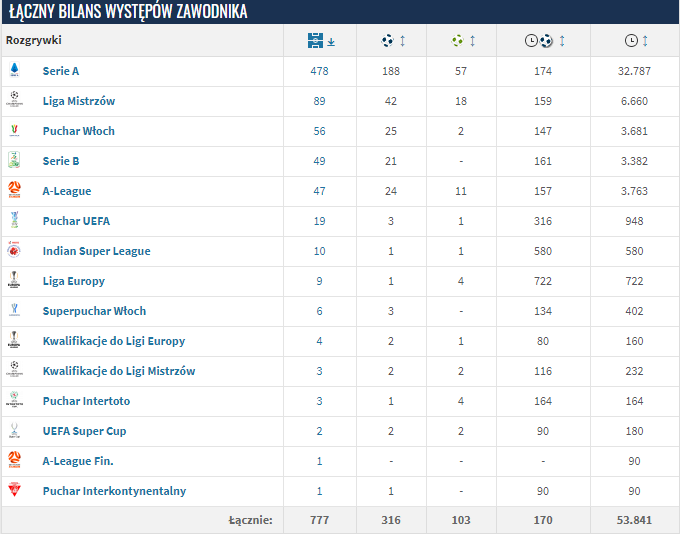 ŁĄCZNY BILANS WYSTĘPÓW ZAWODNIKA
Rozgrywki
Serie A 478 188 57 174 32.787
Liga Mistrzów 89 42 18 159 6.660
Puchar Włoch 56 25 2 147 3.681
Serie B 49 21 - 161 3.382
A-League 47 24 11 157 3.763
Puchar UEFA 19 3 1 316 948
Indian Super League 10 1 1 580 580
Liga Europy 9 1 4 722 722
Superpuchar Włoch 6 3 - 134 402
Kwalifikacje do Ligi Europy 4 2 1 80 160
Kwalifikacje do Ligi Mistrzów 3 2 2 116 232
Puchar Intertoto 3 1 4 164 164
UEFA Super Cup 2 2 2 90 180
A-League Fin. 1 - - - 90
Puchar Interkontynentalny 1 1 - 90 90
Łącznie: 777 316 103 170 53.841